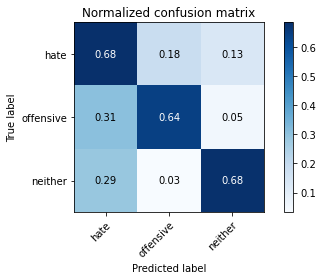 Normalized confusion matrix
True label
hate 0.68 0.18 0.13
offensive 0.31 0.64 0.05
neither 0.29 0.03 0.68
hate offensive neither
Predicted label
0.6
0.5
0.4
0.3
0.2
0.1